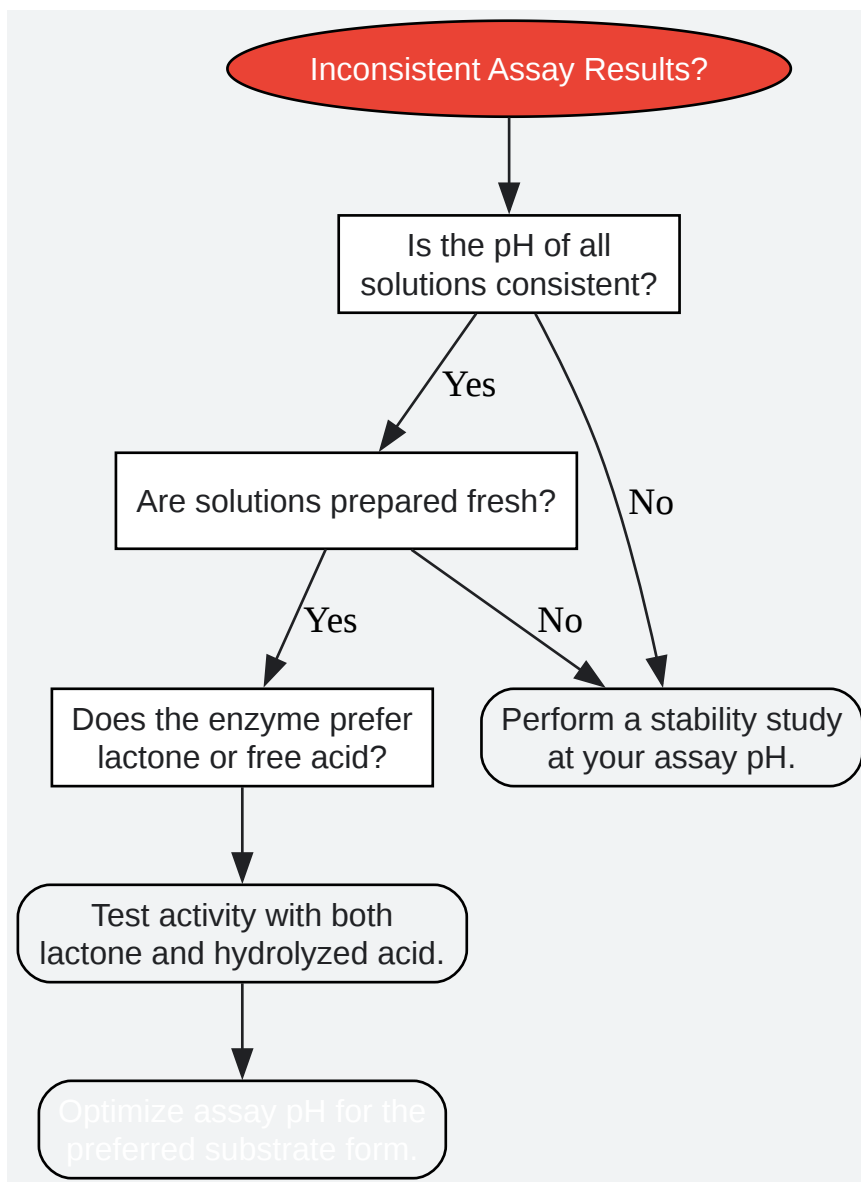 Inconsistent Assay Results?
Is the pH of all
solutions consistent?
Yes
No
Are solutions prepared fresh?
Yes
No
Does the enzyme prefer
lactone or free acid?
Perform a stability study
at your assay pH.
Test activity with both
lactone and hydrolyzed acid.
Optimize assay pH for the
preferred substrate form.